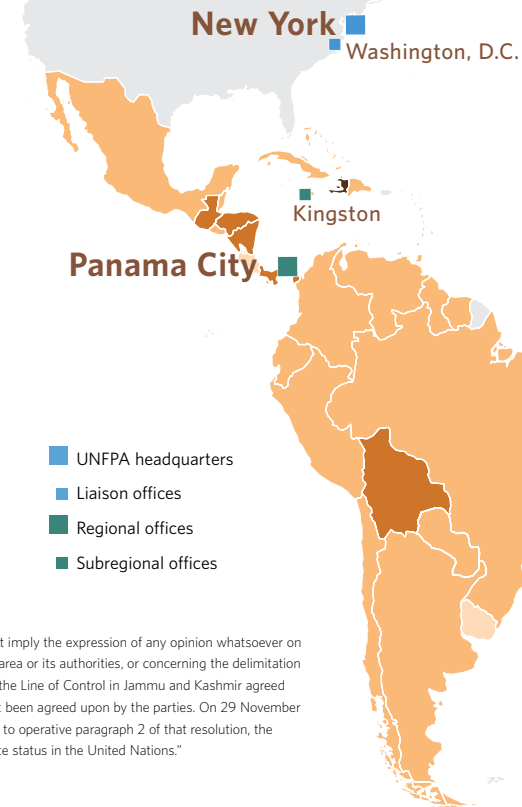 New York
Washington, D.C.
Kingston
Panama City
UNFPA headquarters
Liaison offices
Regional offices
Subregional offices
t imply the expression of any opinion whatsoever on
area or its authorities, or concerning the delimitation
the Line of Control in Jammu and Kashmir agreed
t been agreed upon by the parties. On 29 November
to operative paragraph 2 of that resolution, the
te status in the United Nations.”